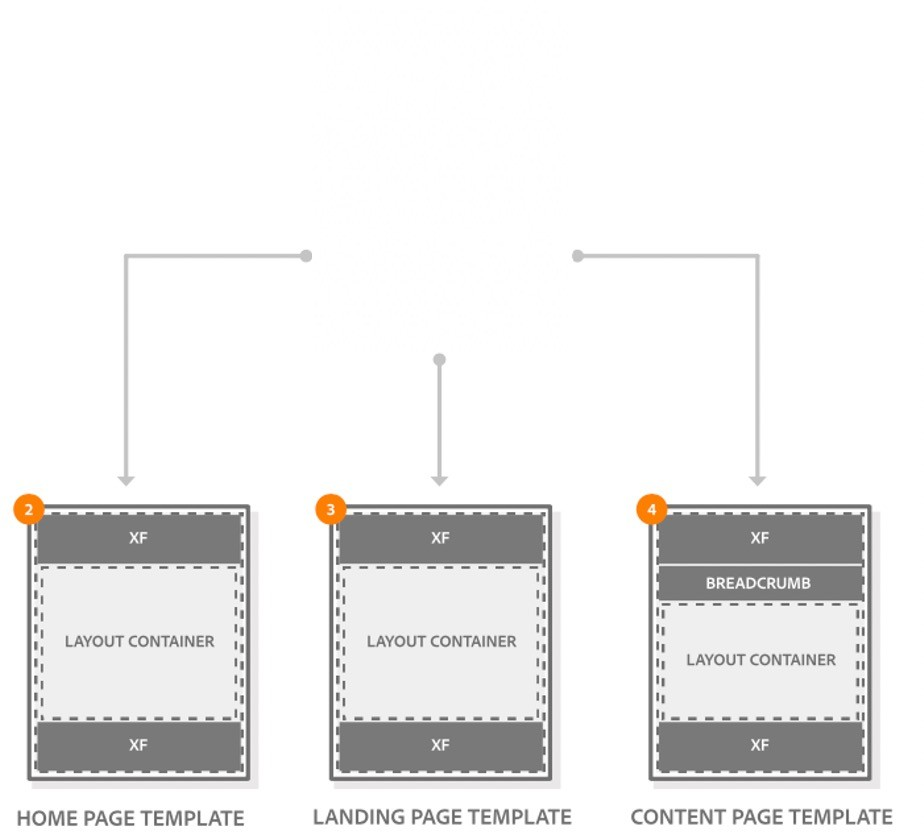 2
XF
LAYOUT CONTAINER
XF
HOME PAGE TEMPLATE
3
XF
LAYOUT CONTAINER
XF
LANDING PAGE TEMPLATE
4
XF
BREADCRUMB
LAYOUT CONTAINER
XF
CONTENT PAGE TEMPLATE